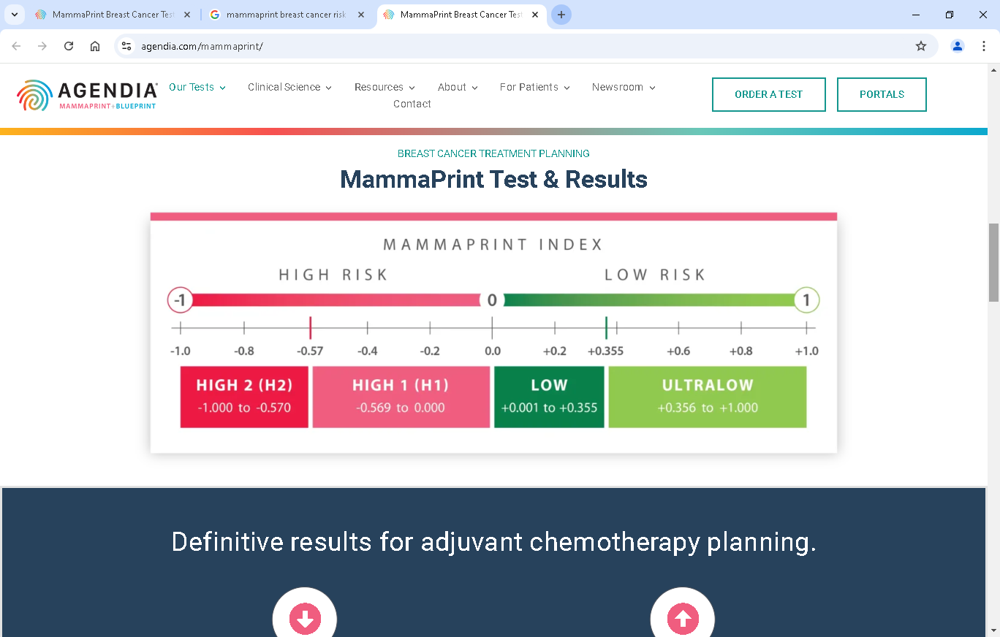 MammaPrint Breast Cancer Test
mammaprint breast cancer risk
MammaPrint Breast Cancer Test
agendia.com/mammaprint/
AGENDIA
MAMMAPRINT+BLUEPRINT
Our Tests
Clinical Science
Resources
About
For Patients
Newsroom
Contact
ORDER A TEST
PORTALS
BREAST CANCER TREATMENT PLANNING
MammaPrint Test & Results
MAMMAPRINT INDEX
HIGH RISK
LOW RISK
-1 0 1
-1.0 -0.8 -0.57 -0.4 -0.2 0.0 +0.2 +0.355 +0.6 +0.8 +1.0
HIGH 2 (H2)
-1.000 to -0.570
HIGH 1 (H1)
-0.569 to 0.000
LOW
+0.001 to +0.355
ULTRALOW
+0.356 to +1.000
Definitive results for adjuvant chemotherapy planning.